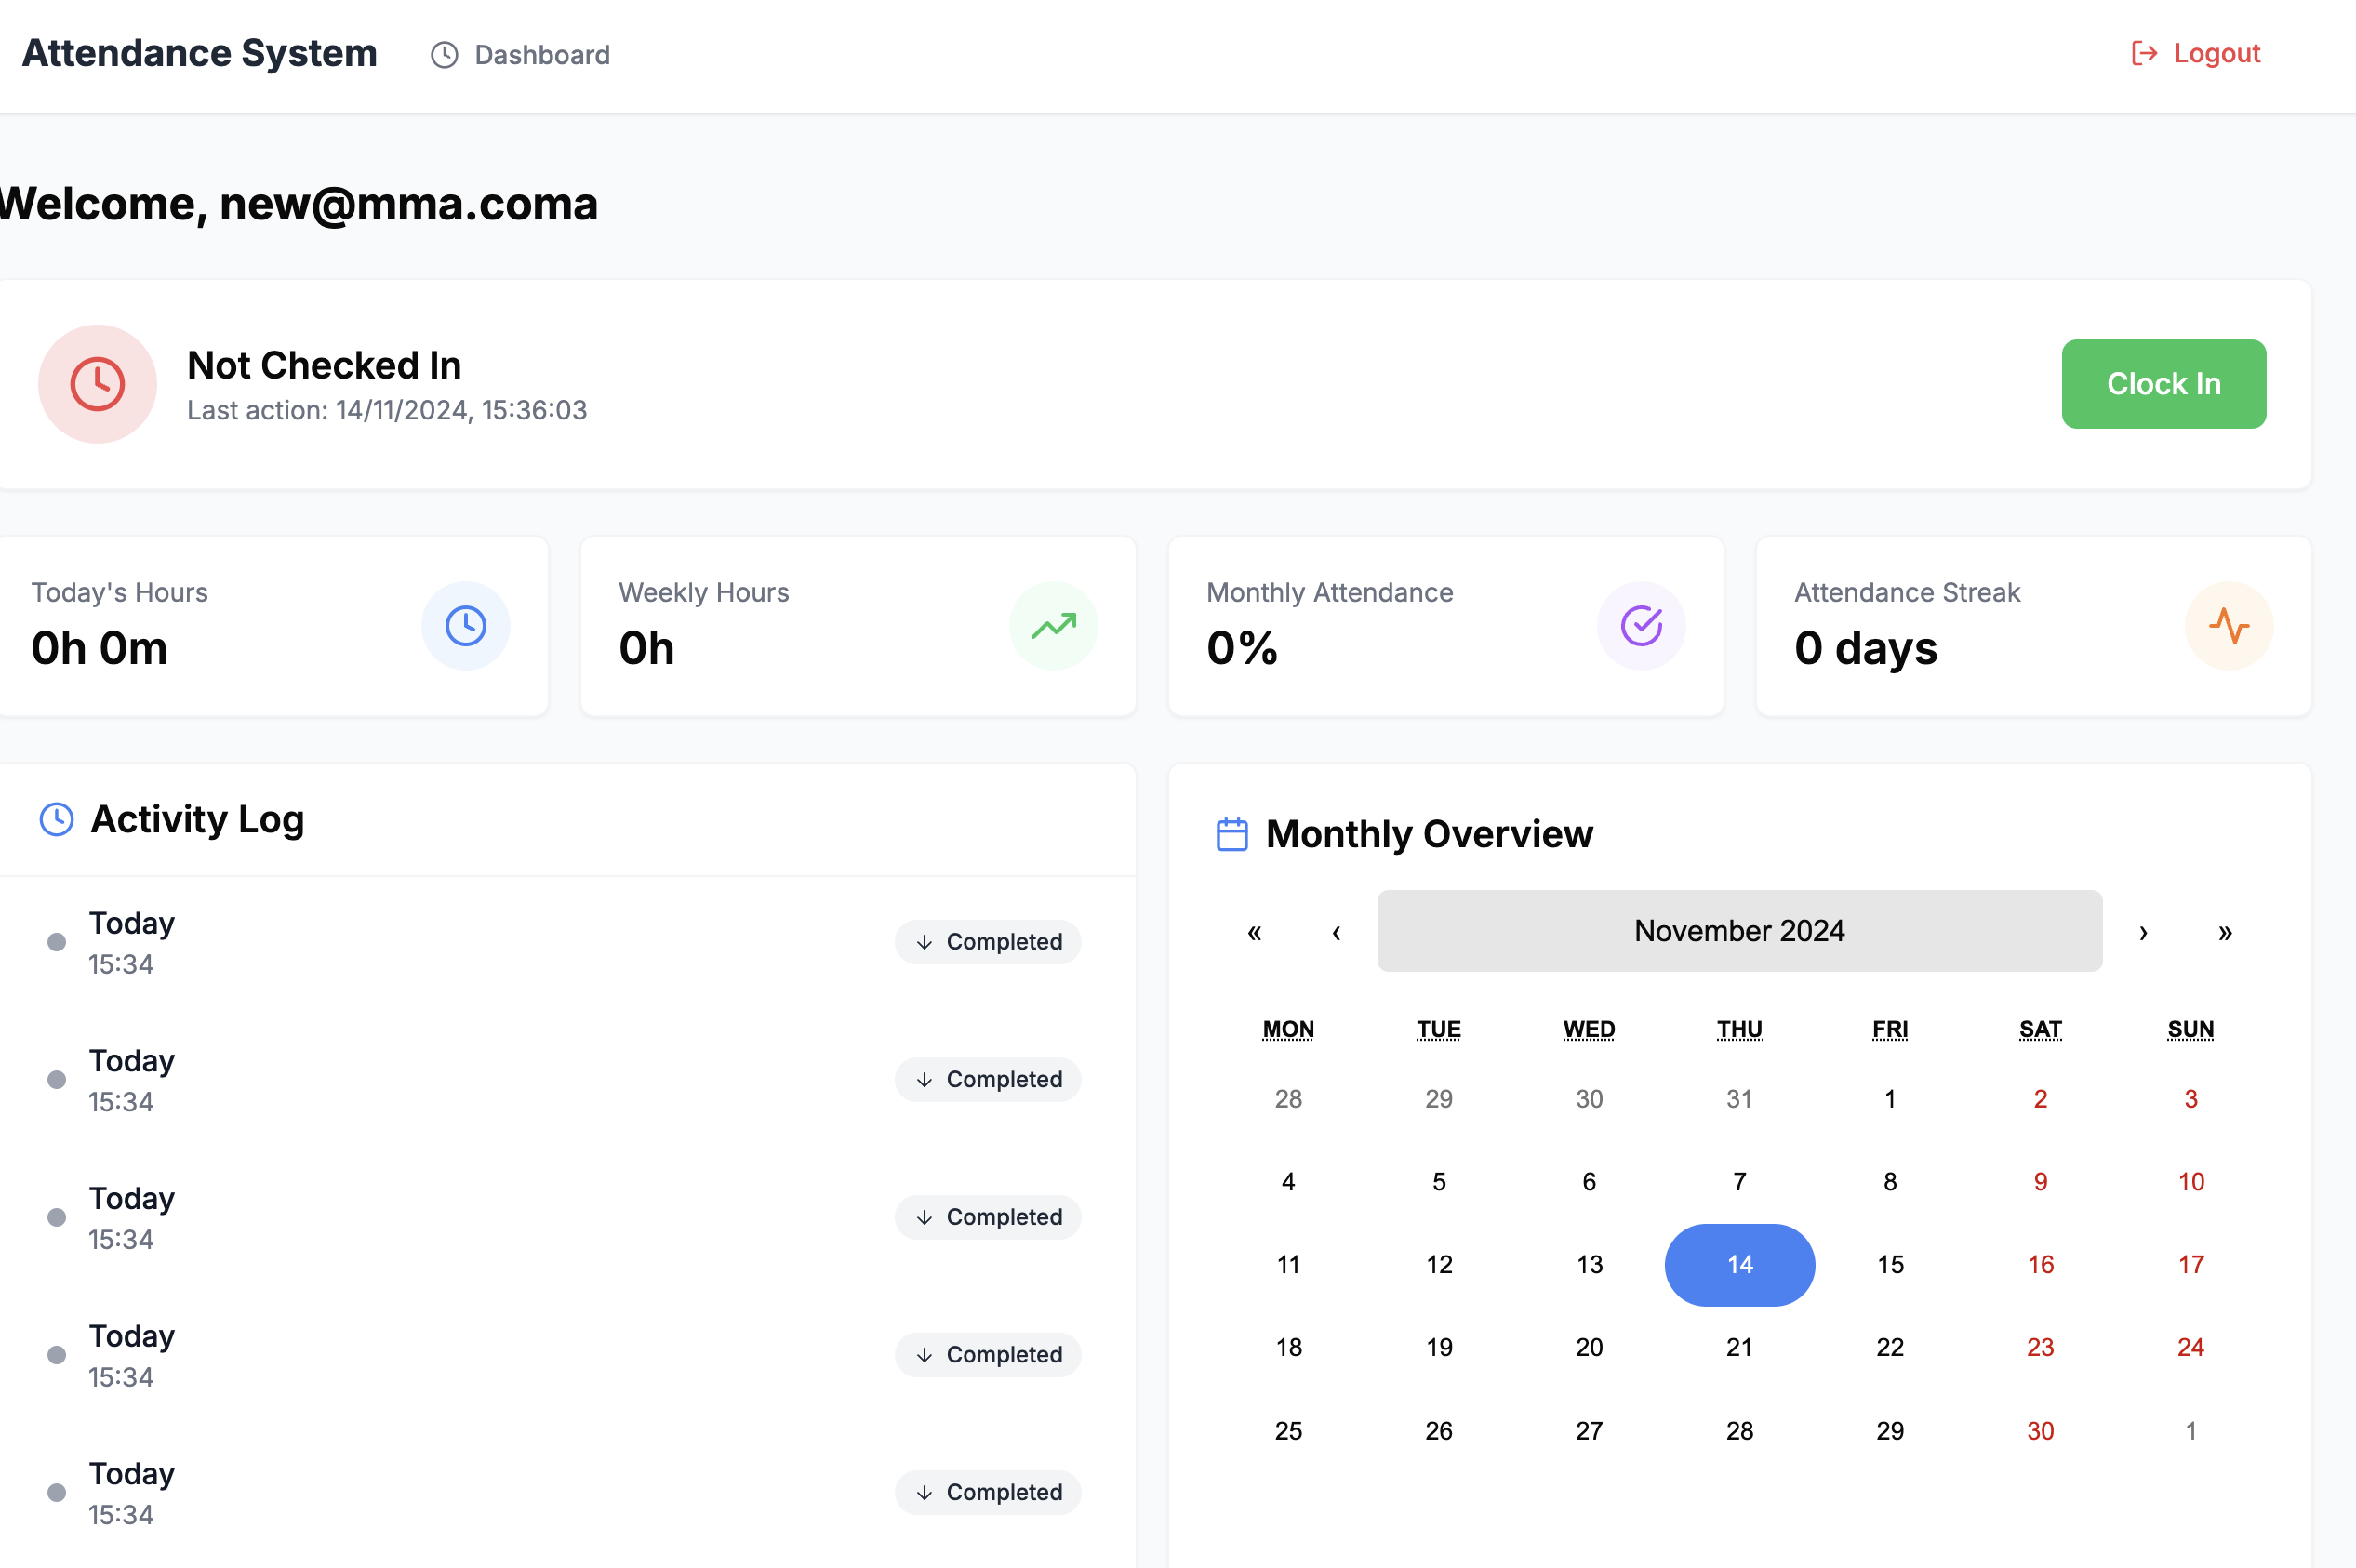 Attendance System
Dashboard
Logout
Welcome, new@mma.coma
Not Checked In
Last action: 14/11/2024, 15:36:03
Clock In
Today's Hours
0h 0m
Weekly Hours
0h
Monthly Attendance
0%
Attendance Streak
0 days
Activity Log
Today
15:34
Completed
Today
15:34
Completed
Today
15:34
Completed
Today
15:34
Completed
Today
15:34
Completed
Monthly Overview
« ‹ November 2024 › »
MON TUE WED THU FRI SAT SUN
28 29 30 31 1 2 3
4 5 6 7 8 9 10
11 12 13 14 15 16 17
18 19 20 21 22 23 24
25 26 27 28 29 30 1